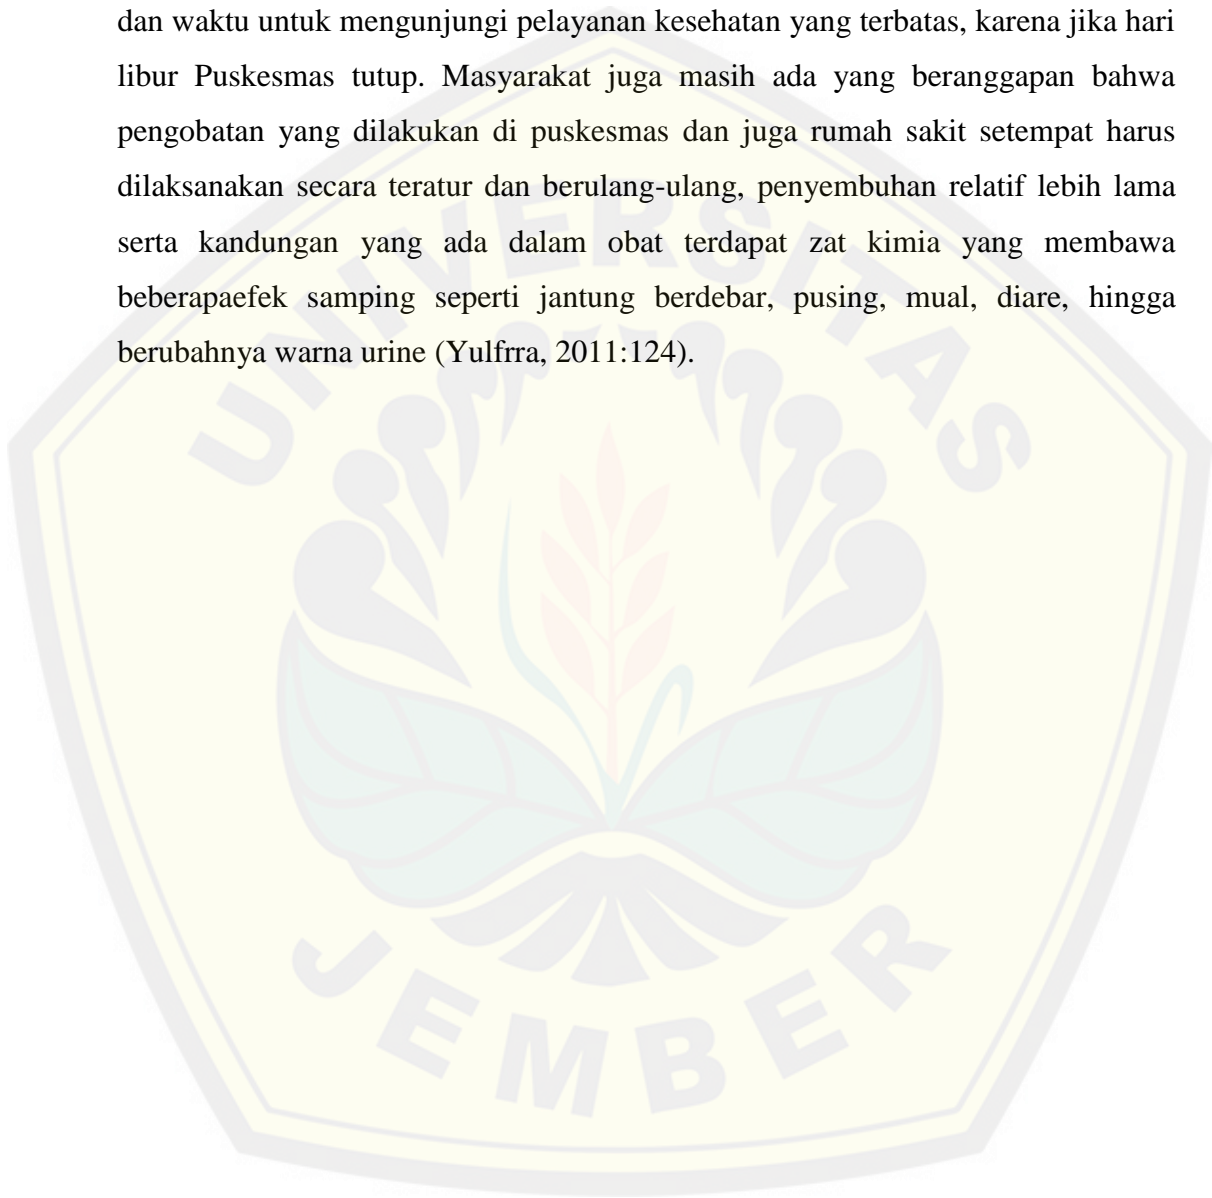 dan waktu untuk mengunjungi pelayanan kesehatan yang terbatas, karena jika hari
libur Puskesmas tutup. Masyarakat juga masih ada yang beranggapan bahwa
pengobatan yang dilakukan di puskesmas dan juga rumah sakit setempat harus
dilaksanakan secara teratur dan berulang-ulang, penyembuhan relatif lebih lama
serta kandungan yang ada dalam obat terdapat zat kimia yang membawa
beberapaefek samping seperti jantung berdebar, pusing, mual, diare, hingga
berubahnya warna urine (Yulfrra, 2011:124).
UNIVERSITAS
JEMBER